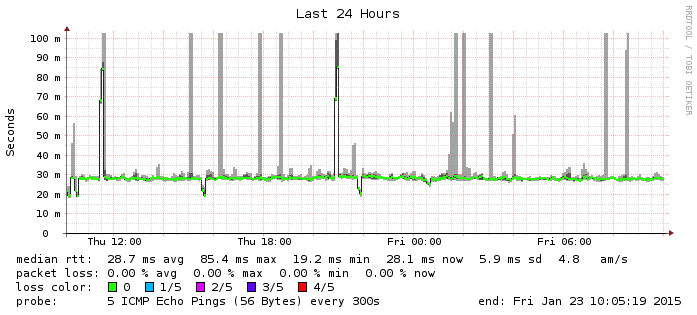 Last 24 Hours
RRDTOOL / TOBI OETIKER
Seconds
100 m
90 m
80 m
70 m
60 m
50 m
40 m
30 m
20 m
10 m
0
Thu 12:00 Thu 18:00 Fri 00:00 Fri 06:00
median rtt: 28.7 ms avg 85.4 ms max 19.2 ms min 28.1 ms now 5.9 ms sd 4.8 am/s
packet loss: 0.00 % avg 0.00 % max 0.00 % min 0.00 % now
loss color: 0 1/5 2/5 3/5 4/5
probe: 5 ICMP Echo Pings (56 Bytes) every 300s end: Fri Jan 23 10:05:19 2015